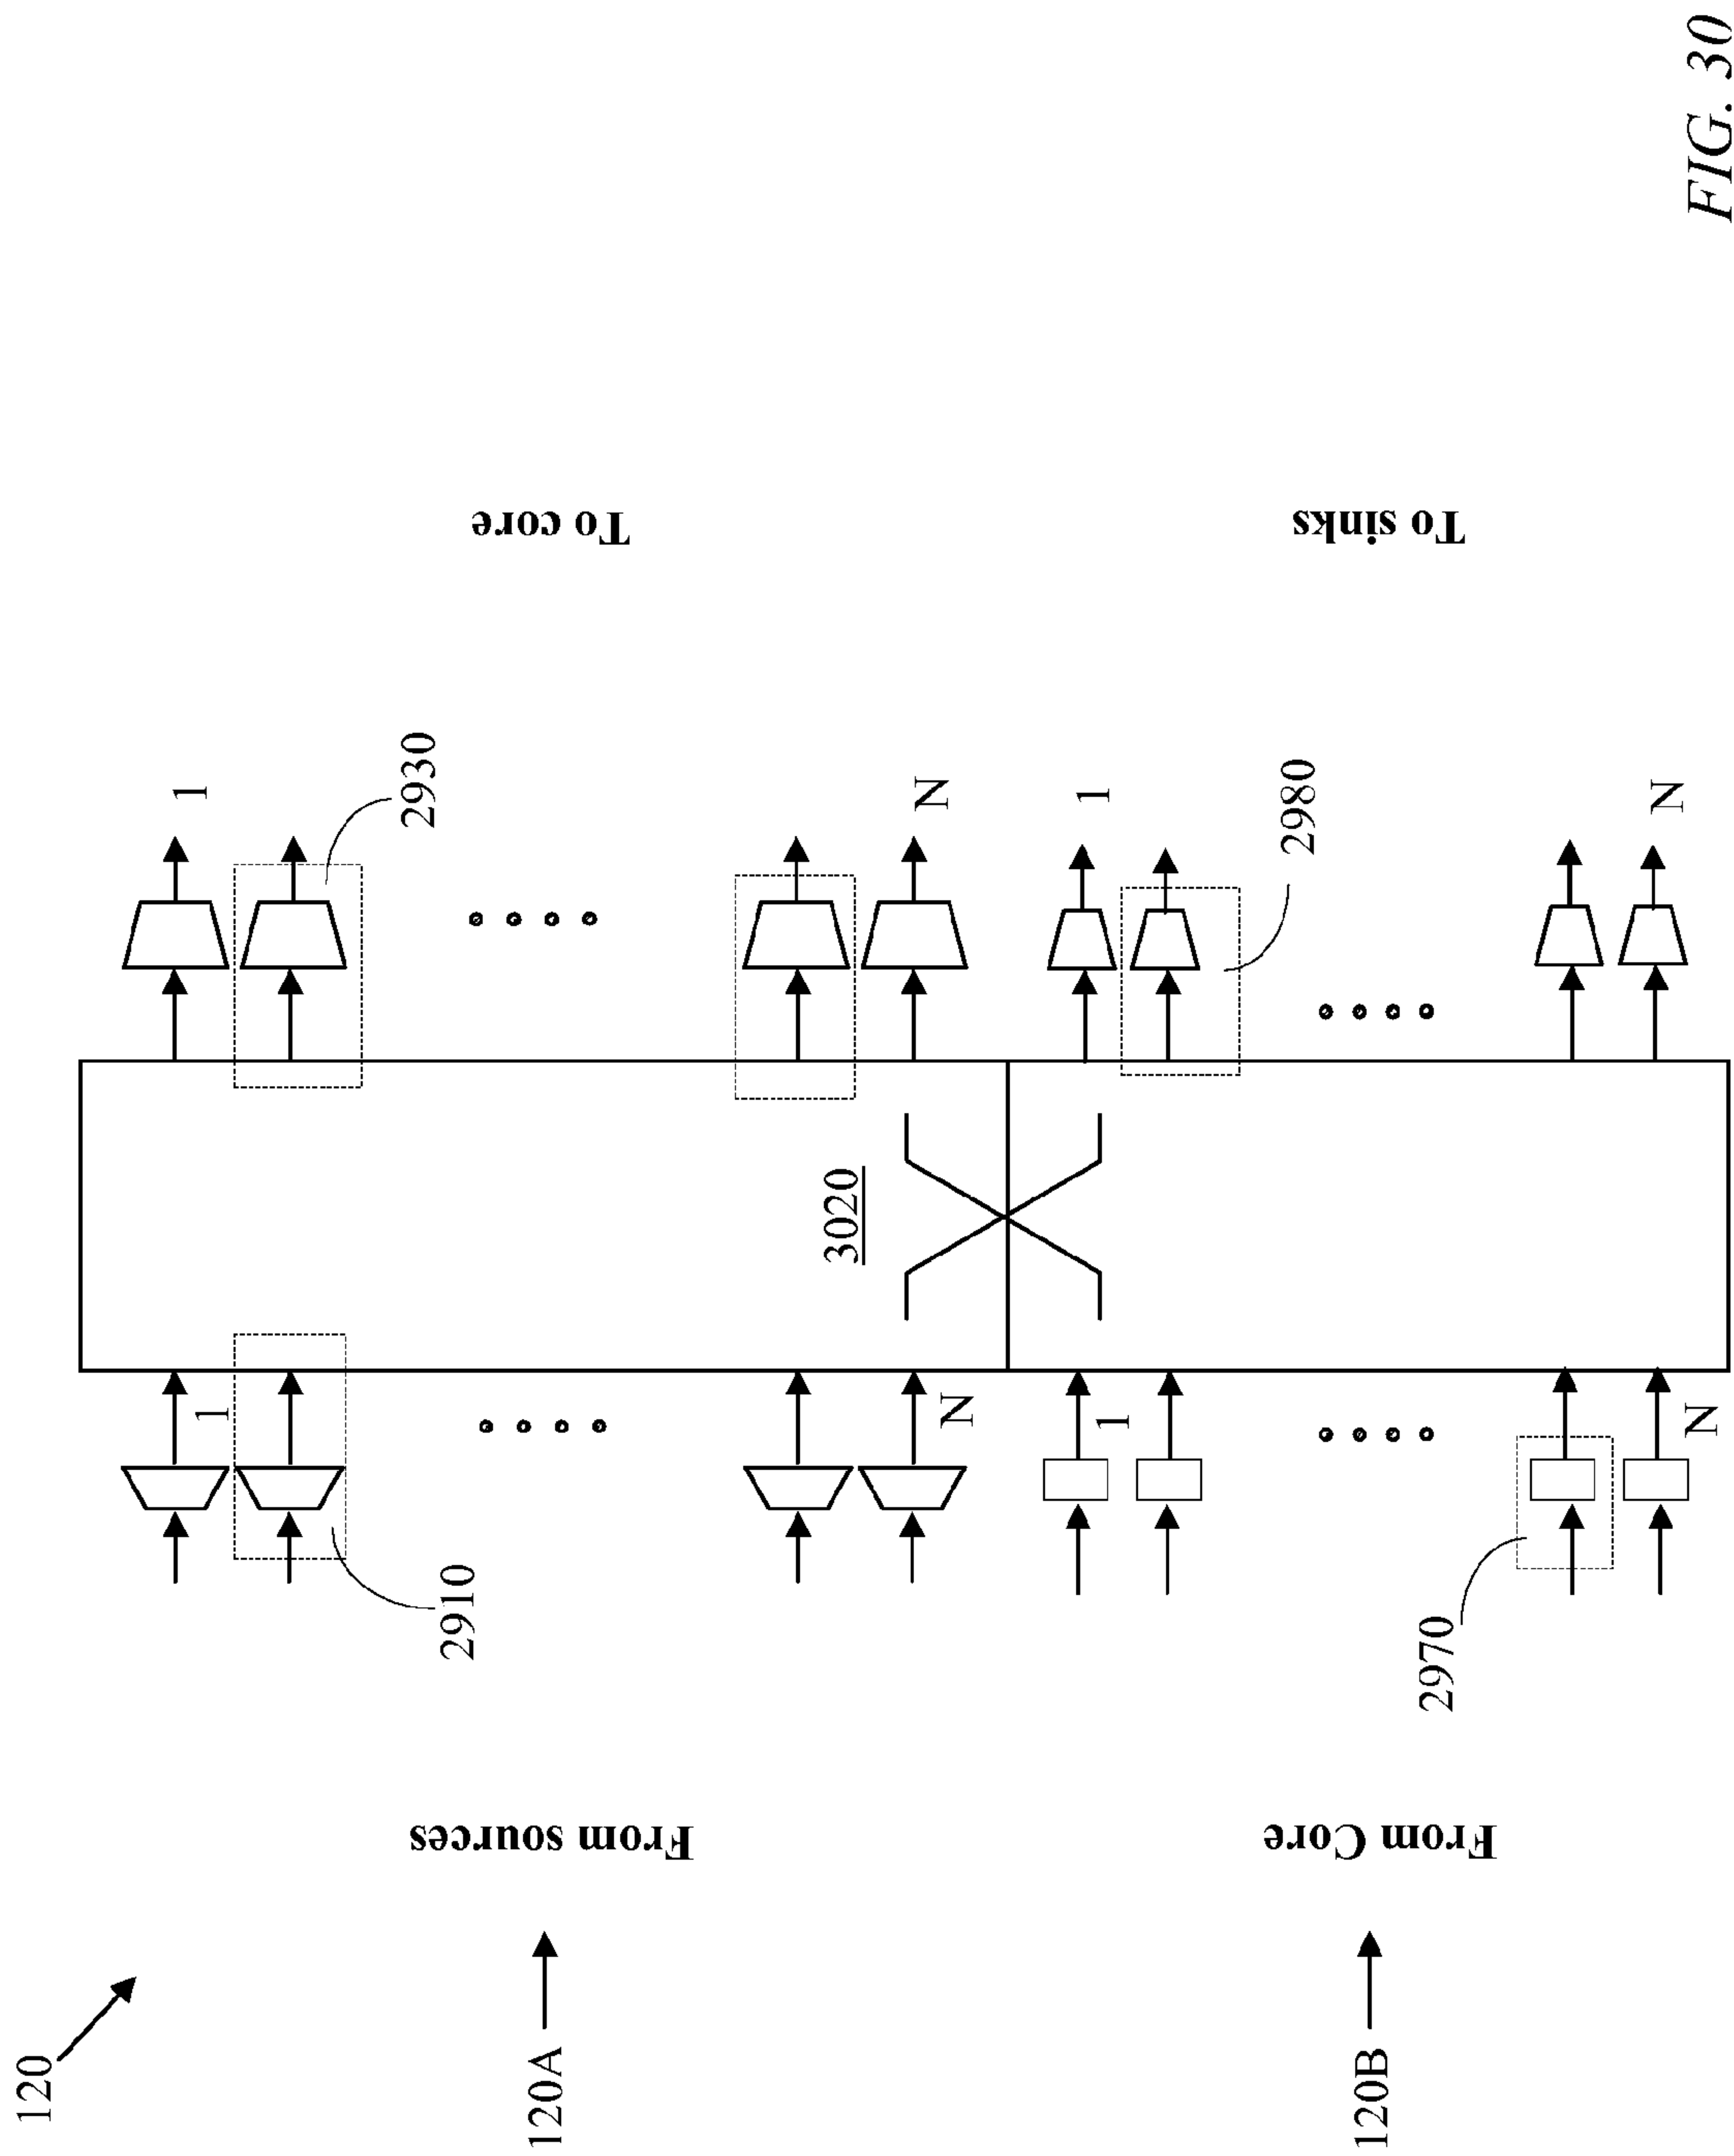 120
1
1
2930
2910
120A
From sources
To core
3020
N
N
1
1
2980
120B
From Core
To sinks
2970
N
N
FIG. 30